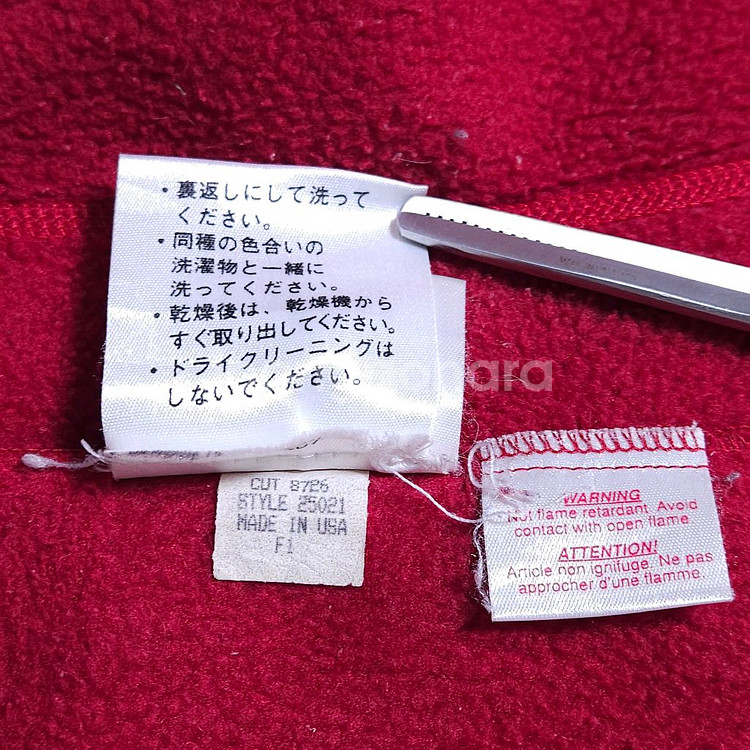 ・裏返しにして洗って
ください。
・同種の色合いの
洗濯物と一緒に
洗ってください。
・乾燥後は、乾燥機から
すぐ取り出してください。
・ドライクリーニングは
しないでください。
CUT 8726
STYLE 25021
MADE IN USA
F1
WARNING
Not flame retardant. Avoid
contact with open flame
ATTENTION!
Article non ignifuge. Ne pas
approcher d'une flamme.